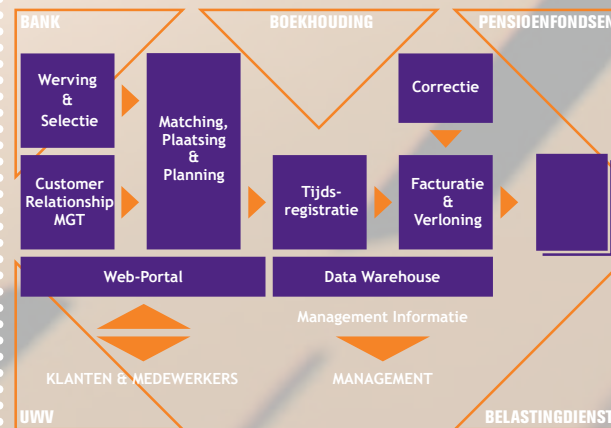 BANK
BOEKHOUDING
PENSIOENFONDSEN
Werving
&
Selectie
Matching,
Plaatsing
&
Planning
Correctie
Customer
Relationship
MGT
Tijds-
registratie
Facturatie
&
Verloning
Web-Portal
Data Warehouse
Management Informatie
KLANTEN & MEDEWERKERS
MANAGEMENT
UWV
BELASTINGDIENST